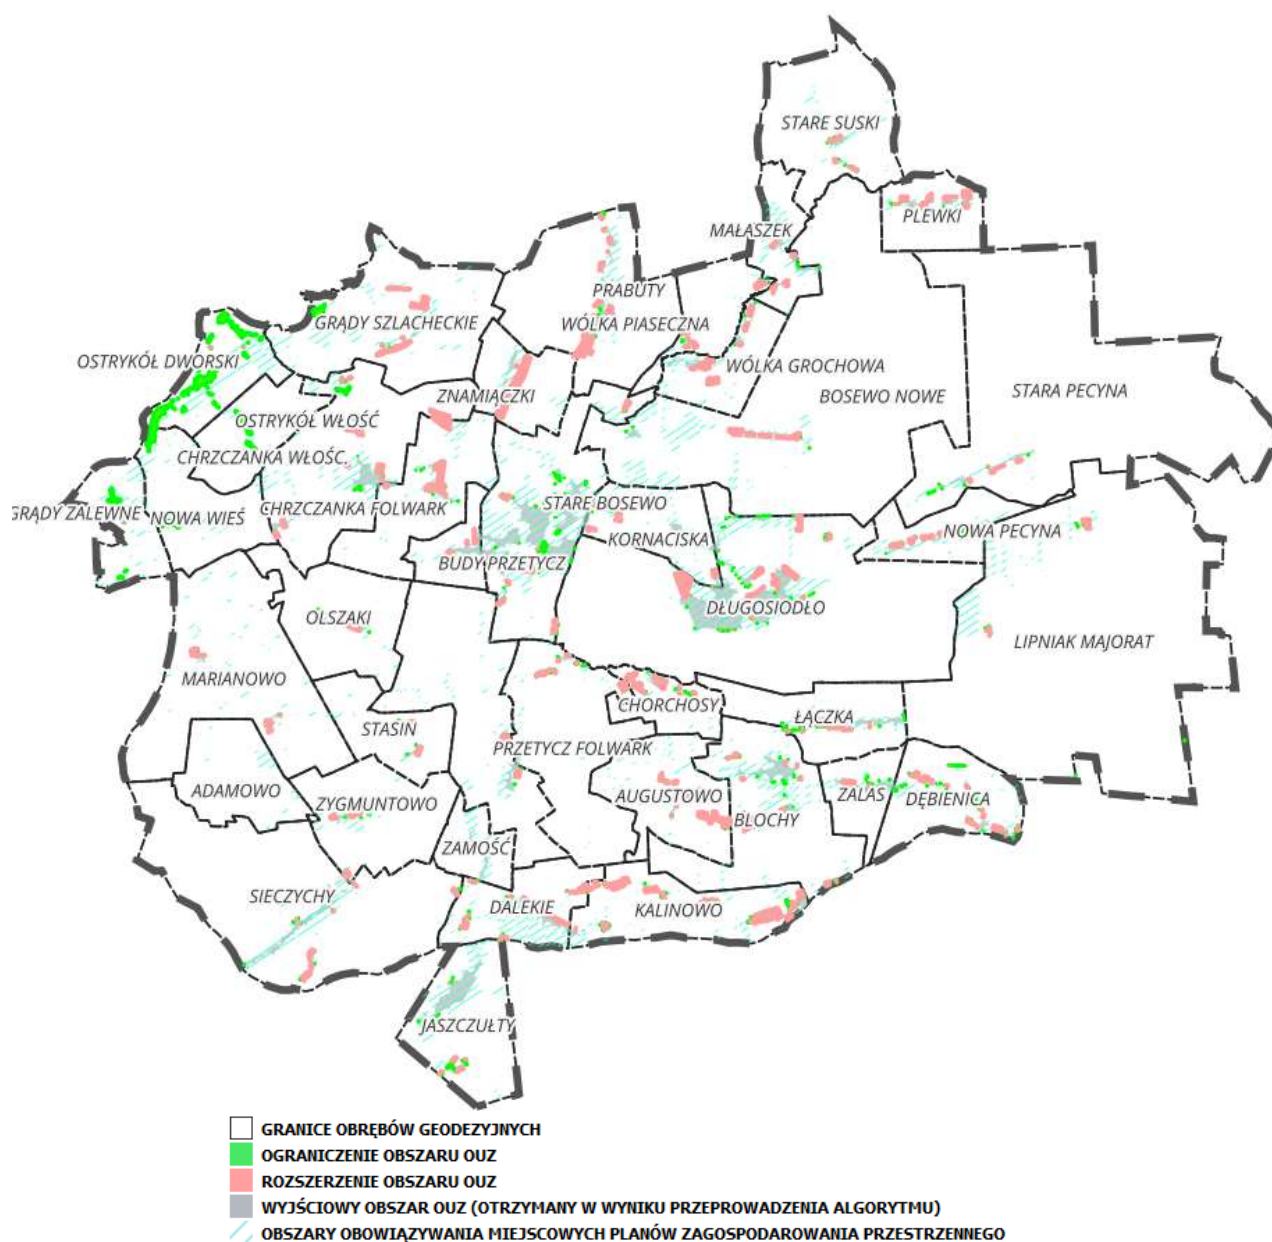 STARE SUSKI
PLEWKI
MAŁASZEK
PRABUTY
GRĄDY SZLACHECKIE
WÓLKA PIASECZNA
OSTRYKÓŁ DWORSKI
WÓLKA GROCHOWA
STARA PECYNA
ZNAMIĄCZKI
BOSEWO NOWE
OSTRYKÓŁ WŁOŚĆ
CHRZCZANKA WŁOŚC.
STARE BOSEWO
GRĄDY ZALEWNE
NOWA WIEŚ
CHRZCZANKA FOLWARK
KORNACISKA
NOWA PECYNA
BUDY PRZETYCZ
DŁUGOSIODŁO
OLSZAKI
LIPNIAK MAJORAT
MARIANOWO
CHORCHOSY
ŁĄCZKA
STASIN
PRZETYCZ FOLWARK
ADAMOWO
ZYGMUNTOWO
AUGUSTOWO
ZALAS
DĘBIENICA
BLOCHY
ZAMOŚĆ
SIECZYCHY
DALEKIE
KALINOWO
JASZCZUŁTY
GRANICE OBRĘBÓW GEODEZYJNYCH
OGRANICZENIE OBSZARU OUZ
ROZSZERZENIE OBSZARU OUZ
WYJŚCIOWY OBSZAR OUZ (OTRZYMANY W WYNIKU PRZEPROWADZENIA ALGORYTMU)
OBSZARY OBOWIĄZYWANIA MIEJSCOWYCH PLANÓW ZAGOSPODAROWANIA PRZESTRZENNEGO